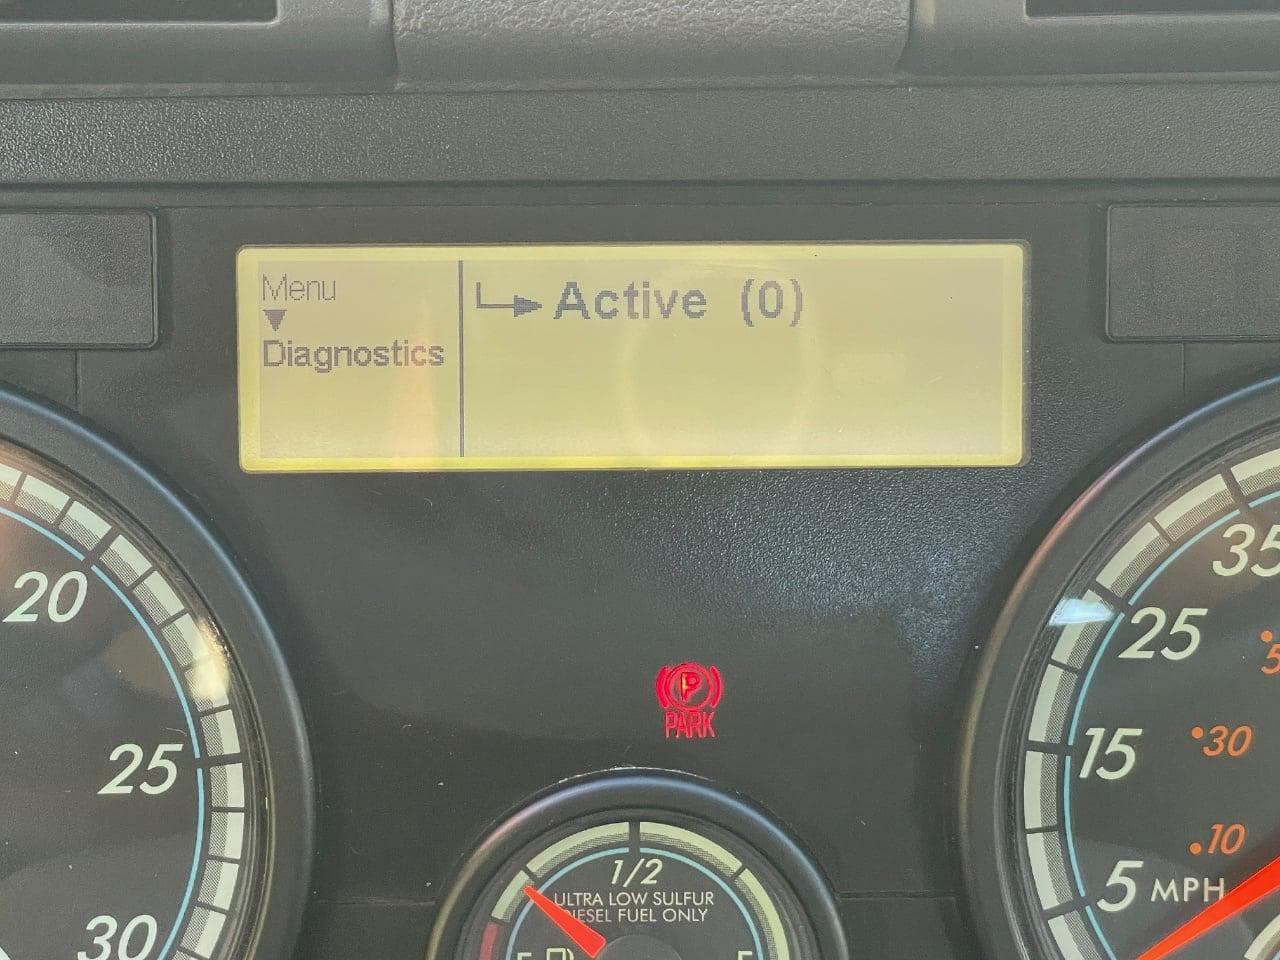 Menu
Diagnostics
Active (0)
20
25
30
P
PARK
1/2
ULTRA LOW SULFUR
DIESEL FUEL ONLY
E
F
35
25
15
5 MPH
5
30
10